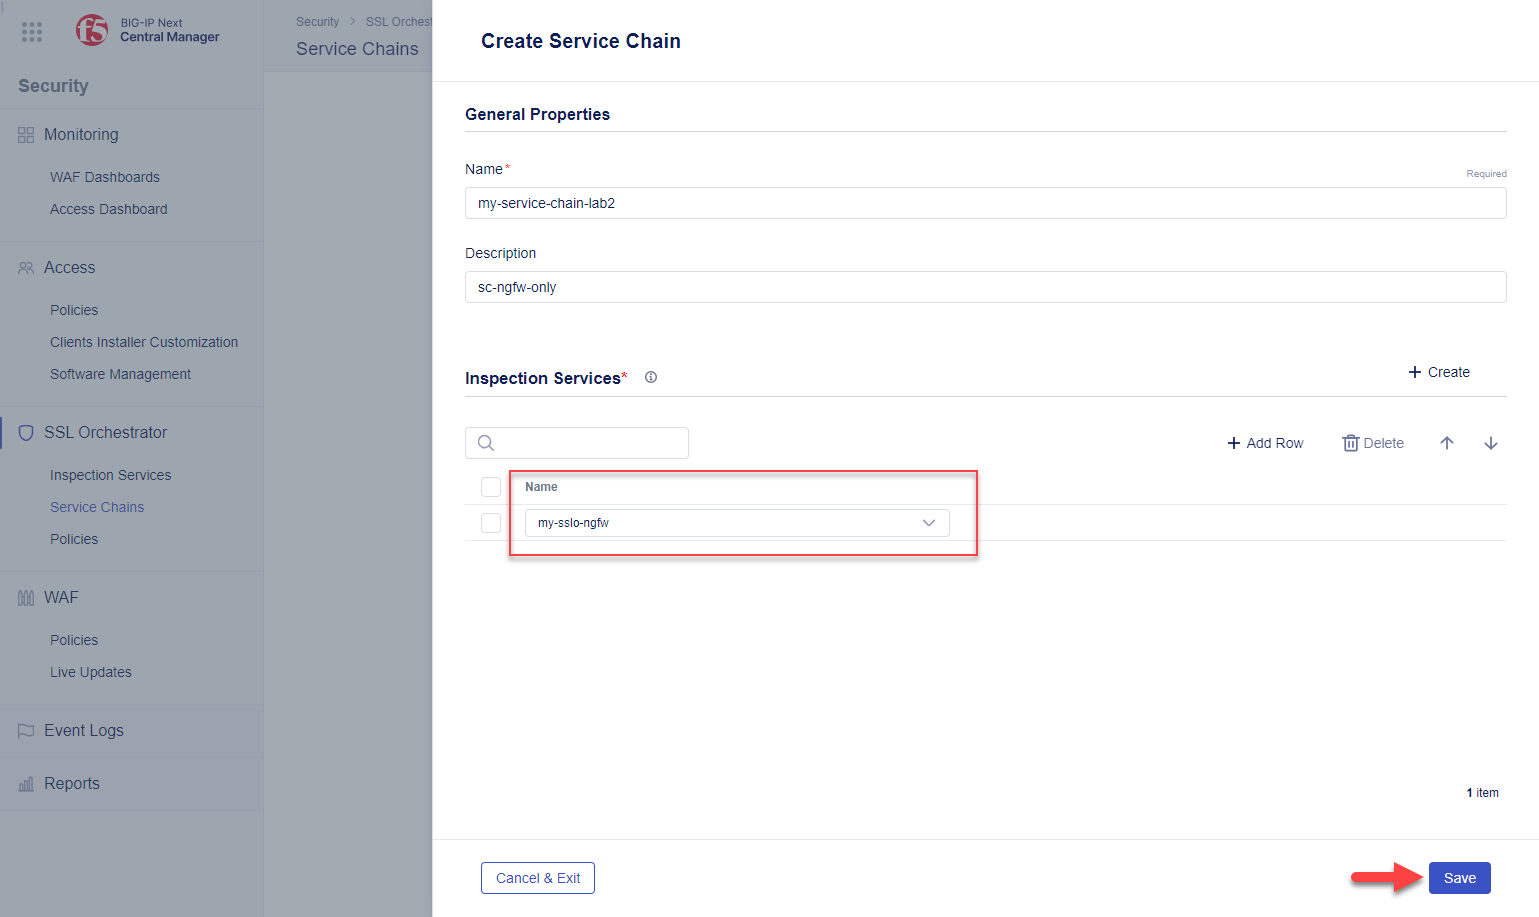 f5
BIG-IP Next
Central Manager
Security
Monitoring
WAF Dashboards
Access Dashboard
Access
Policies
Clients Installer Customization
Software Management
SSL Orchestrator
Inspection Services
Service Chains
Policies
WAF
Policies
Live Updates
Event Logs
Reports
Security > SSL Orchest
Service Chains
Create Service Chain
General Properties
Name*
Required
my-service-chain-lab2
Description
sc-ngfw-only
Inspection Services*
+ Create
+ Add Row Delete
Name
my-sslo-ngfw
1 item
Cancel & Exit
Save